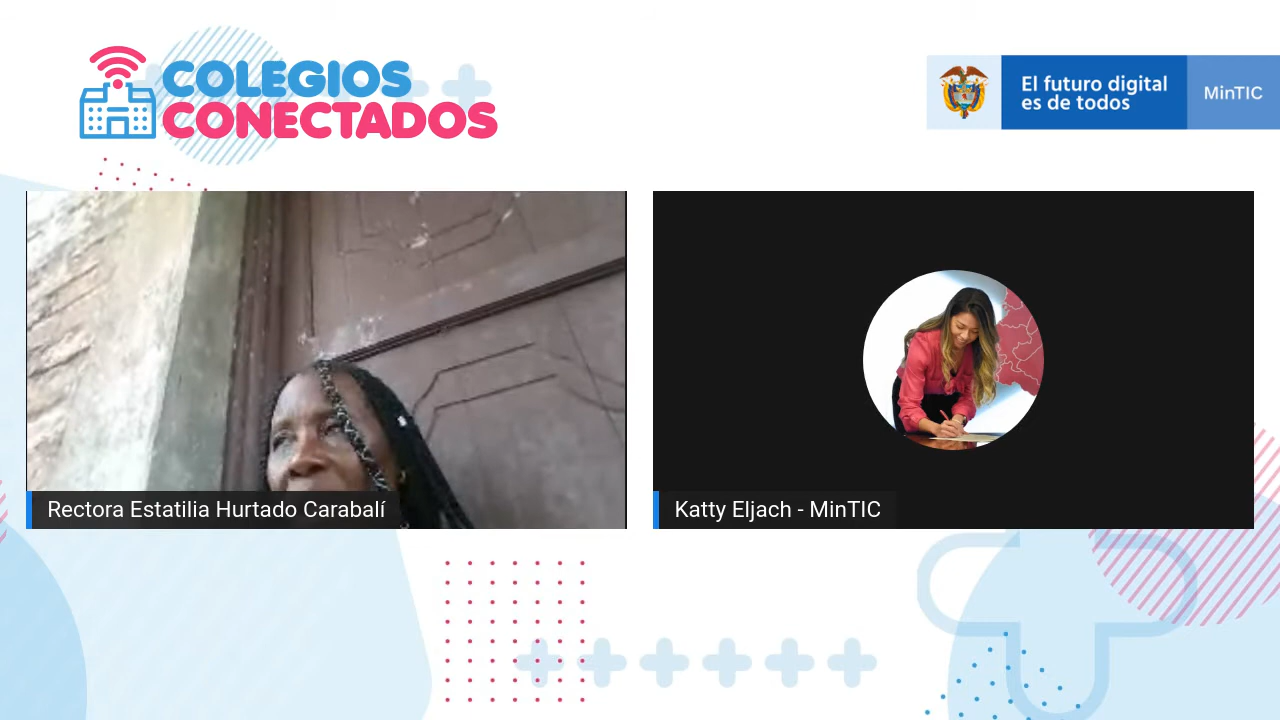 COLEGIOS
CONECTADOS
El futuro digital
es de todos
MinTIC
Rectora Estatilia Hurtado Carabalí
Katty Eljach - MinTIC